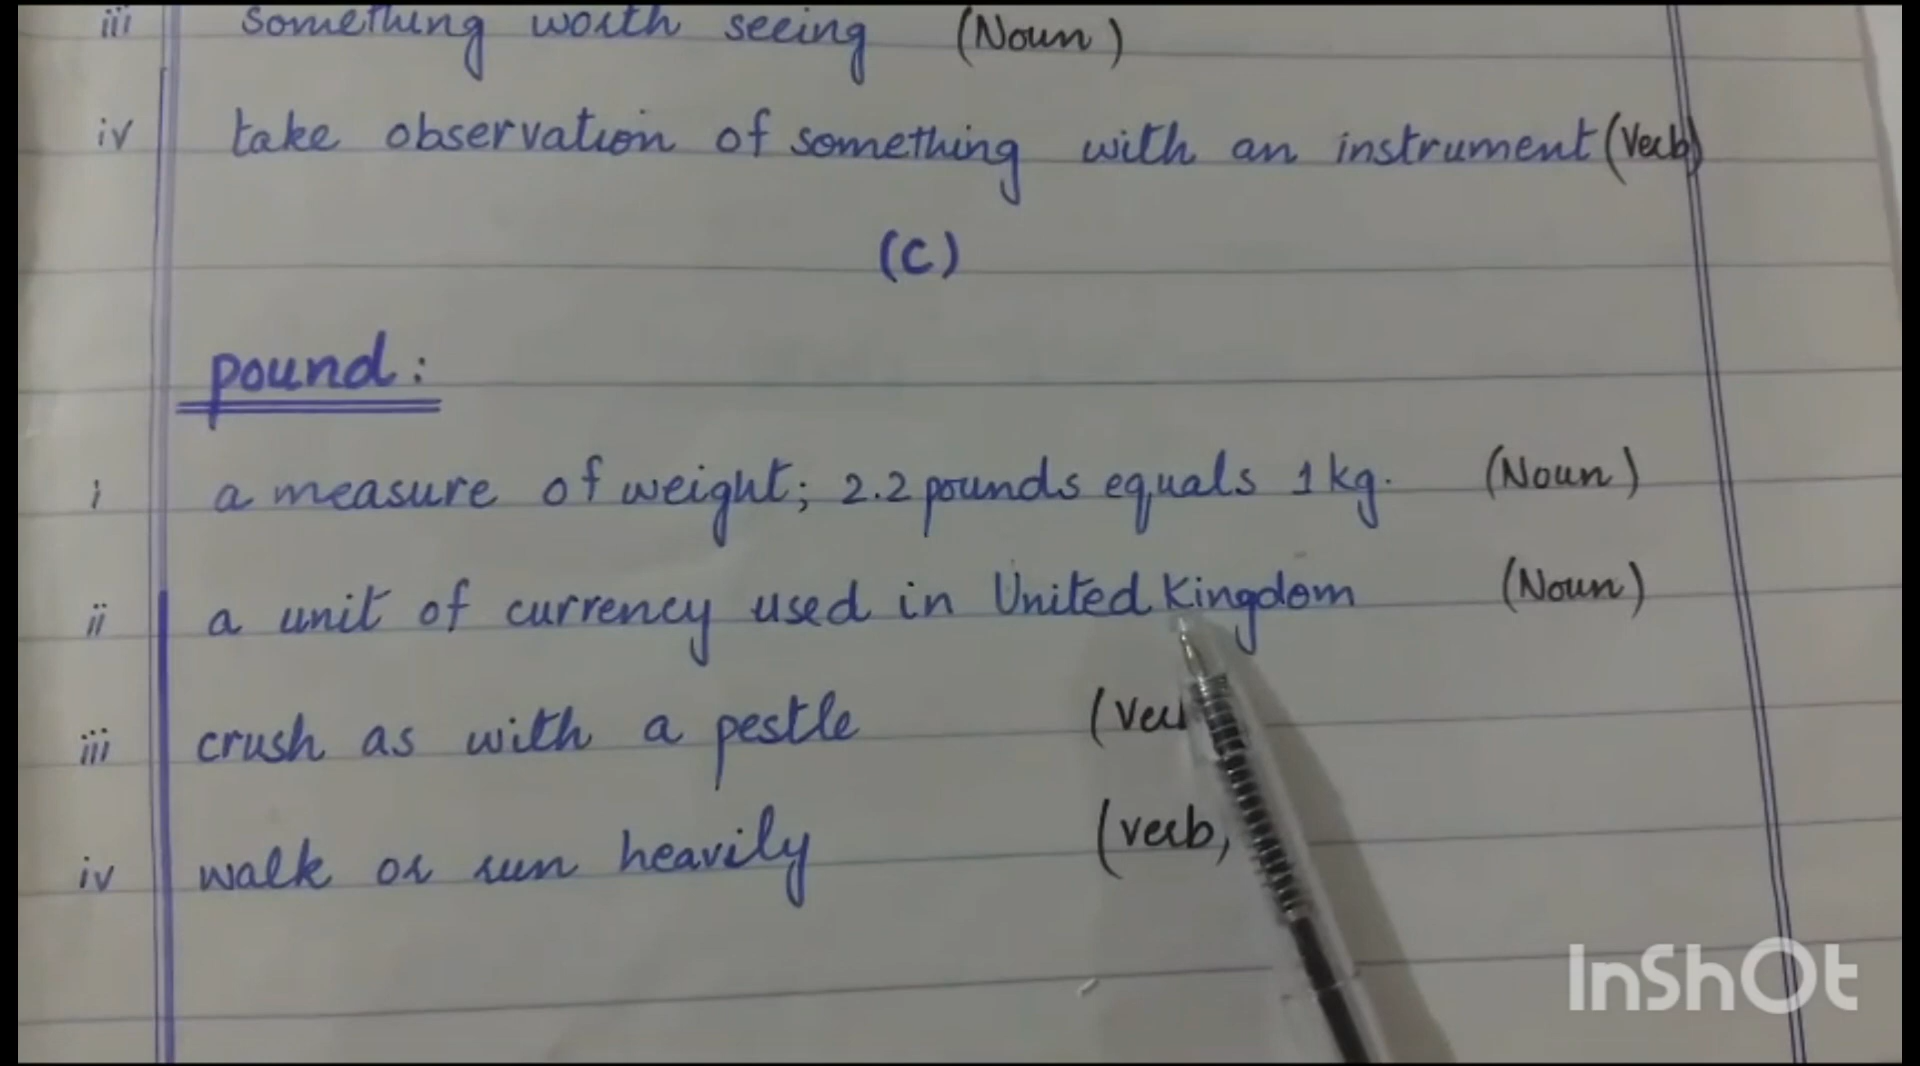 iii something worth seeing (Noun)
iv take observation of something with an instrument (Verb)
(C)
pound:
i a measure of weight; 2.2 pounds equals 1 kg. (Noun)
ii a unit of currency used in United Kingdom (Noun)
iii crush as with a pestle
iv walk or run heavily (verb
InShOt